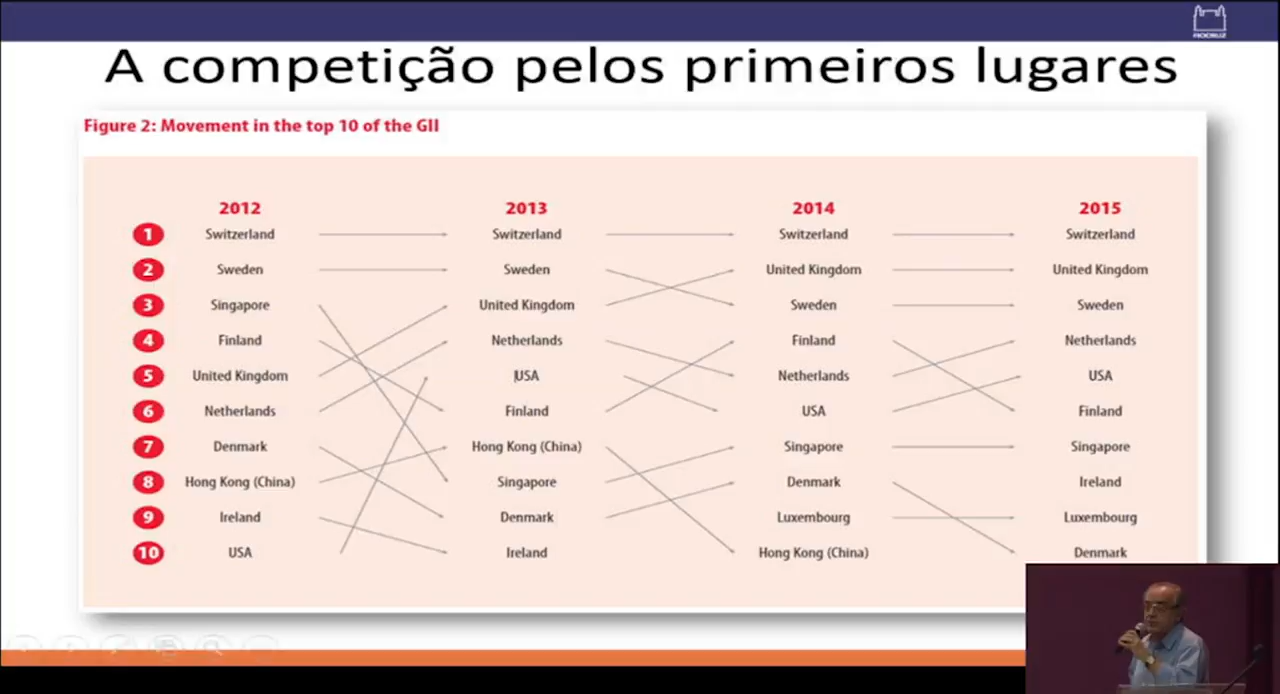 FIOCRUZ
A competição pelos primeiros lugares
Figure 2: Movement in the top 10 of the GII
2012 2013 2014 2015
1 Switzerland Switzerland Switzerland Switzerland
2 Sweden Sweden United Kingdom United Kingdom
3 Singapore United Kingdom Sweden Sweden
4 Finland Netherlands Finland Netherlands
5 United Kingdom USA Netherlands USA
6 Netherlands Finland USA Finland
7 Denmark Hong Kong (China) Singapore Singapore
8 Hong Kong (China) Singapore Denmark Ireland
9 Ireland Denmark Luxembourg Luxembourg
10 USA Ireland Hong Kong (China) Denmark